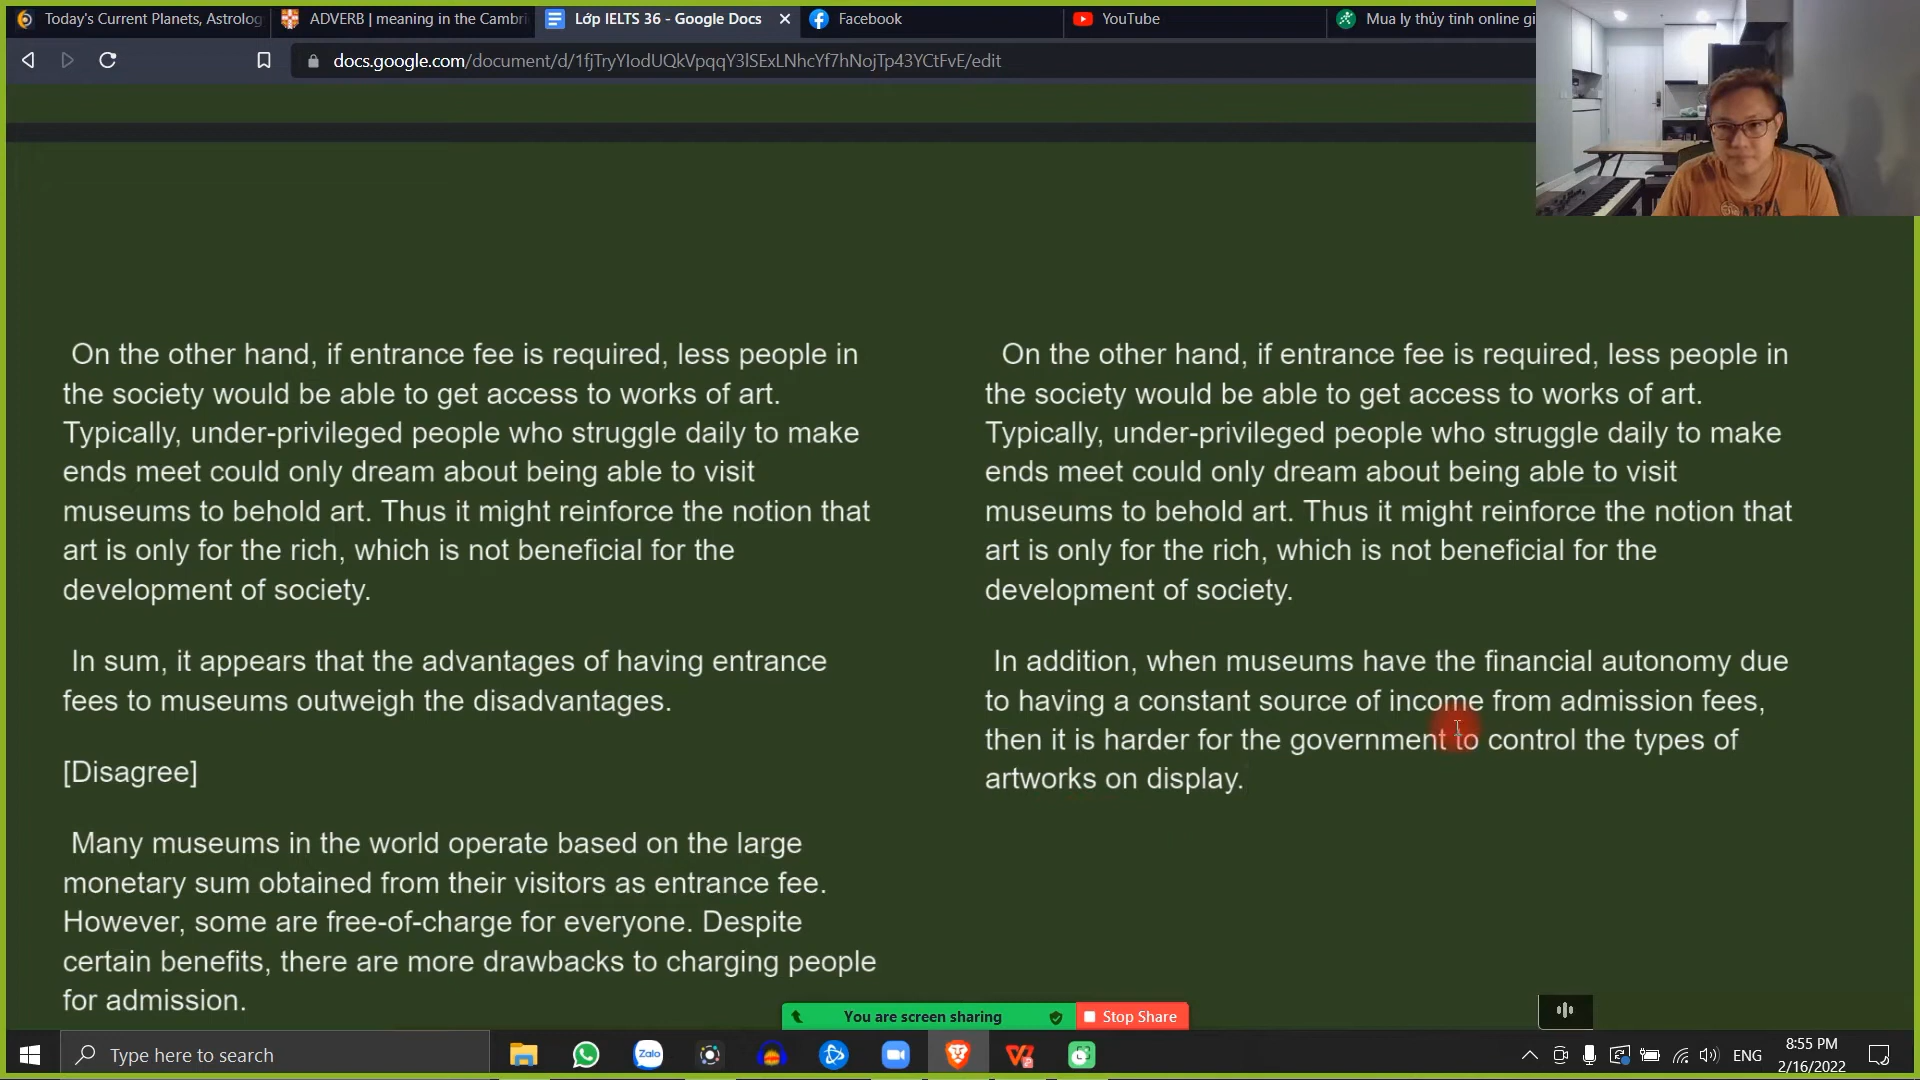 Today's Current Planets, Astrolog
ADVERB | meaning in the Cambri
Lớp IELTS 36 - Google Docs
Facebook
YouTube
Mua ly thủy tinh online gi
docs.google.com/document/d/1fjTryYIodUQkVpqqY3lSExLNhcYf7hNojTp43YCtFvE/edit
On the other hand, if entrance fee is required, less people in
the society would be able to get access to works of art.
Typically, under-privileged people who struggle daily to make
ends meet could only dream about being able to visit
museums to behold art. Thus it might reinforce the notion that
art is only for the rich, which is not beneficial for the
development of society.
In sum, it appears that the advantages of having entrance
fees to museums outweigh the disadvantages.
[Disagree]
Many museums in the world operate based on the large
monetary sum obtained from their visitors as entrance fee.
However, some are free-of-charge for everyone. Despite
certain benefits, there are more drawbacks to charging people
for admission.
On the other hand, if entrance fee is required, less people in
the society would be able to get access to works of art.
Typically, under-privileged people who struggle daily to make
ends meet could only dream about being able to visit
museums to behold art. Thus it might reinforce the notion that
art is only for the rich, which is not beneficial for the
development of society.
In addition, when museums have the financial autonomy due
to having a constant source of income from admission fees,
then it is harder for the government to control the types of
artworks on display.
You are screen sharing
Stop Share
Type here to search
Zalo
ENG
8:55 PM
2/16/2022